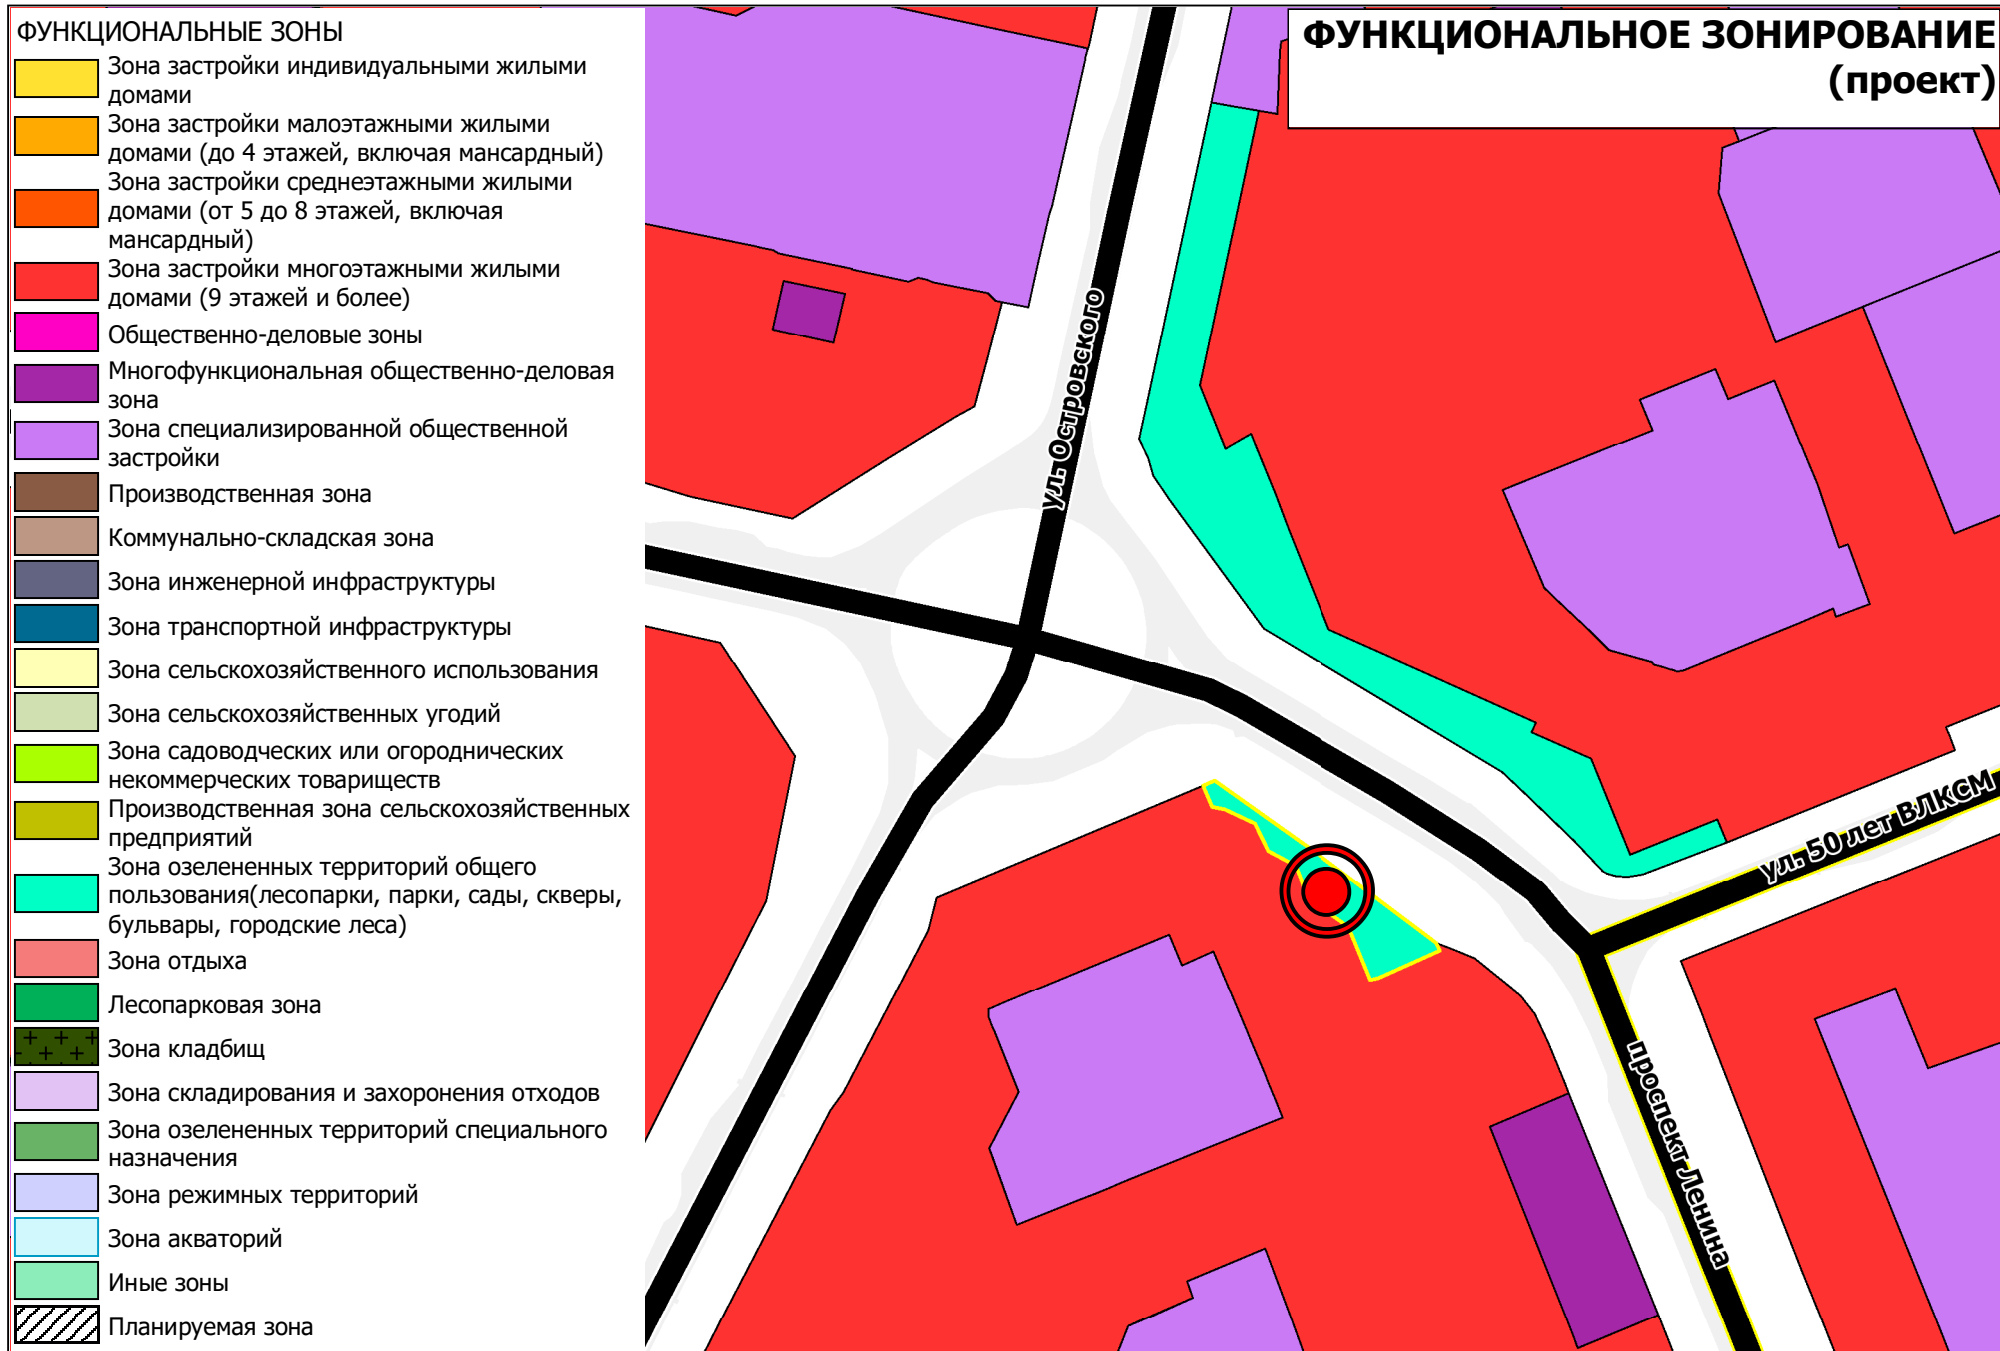 ФУНКЦИОНАЛЬНЫЕ ЗОНЫ
Зона застройки индивидуальными жилыми
домами
Зона застройки малоэтажными жилыми
домами (до 4 этажей, включая мансардный)
Зона застройки среднеэтажными жилыми
домами (от 5 до 8 этажей, включая
мансардный)
Зона застройки многоэтажными жилыми
домами (9 этажей и более)
Общественно-деловые зоны
Многофункциональная общественно-деловая
зона
Зона специализированной общественной
застройки
Производственная зона
Коммунально-складская зона
Зона инженерной инфраструктуры
Зона транспортной инфраструктуры
Зона сельскохозяйственного использования
Зона сельскохозяйственных угодий
Зона садоводческих или огороднических
некоммерческих товариществ
Производственная зона сельскохозяйственных
предприятий
Зона озелененных территорий общего
пользования(лесопарки, парки, сады, скверы,
бульвары, городские леса)
Зона отдыха
Лесопарковая зона
Зона кладбищ
Зона складирования и захоронения отходов
Зона озелененных территорий специального
назначения
Зона режимных территорий
Зона акваторий
Иные зоны
Планируемая зона
ФУНКЦИОНАЛЬНОЕ ЗОНИРОВАНИЕ
(проект)
ул. Островского
ул. 50 лет ВЛКСМ
проспект Ленина